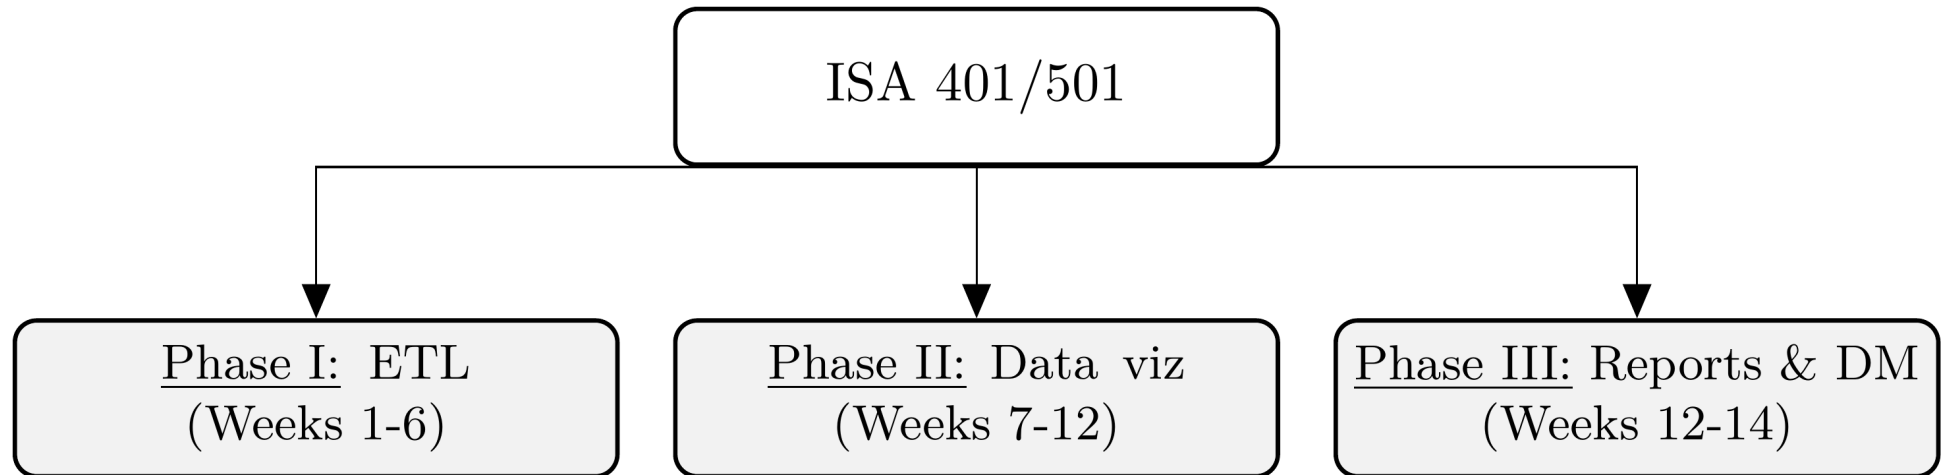 ISA 401/501
Phase I: ETL
(Weeks 1-6)
Phase II: Data viz
(Weeks 7-12)
Phase III: Reports & DM
(Weeks 12-14)